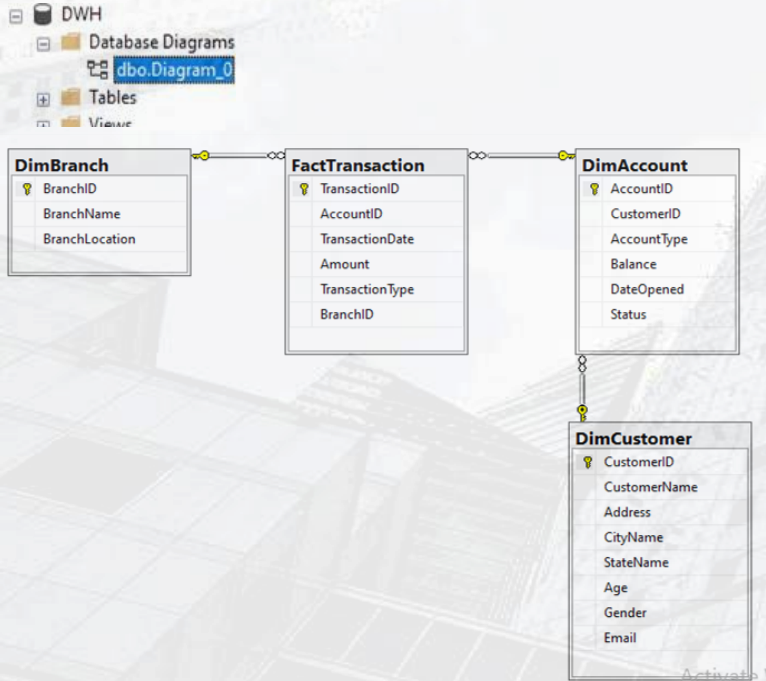 DWH
Database Diagrams
dbo.Diagram_0
Tables
Views
DimBranch
BranchID
BranchName
BranchLocation
FactTransaction
TransactionID
AccountID
TransactionDate
Amount
TransactionType
BranchID
DimAccount
AccountID
CustomerID
AccountType
Balance
DateOpened
Status
DimCustomer
CustomerID
CustomerName
Address
CityName
StateName
Age
Gender
Email
Activate